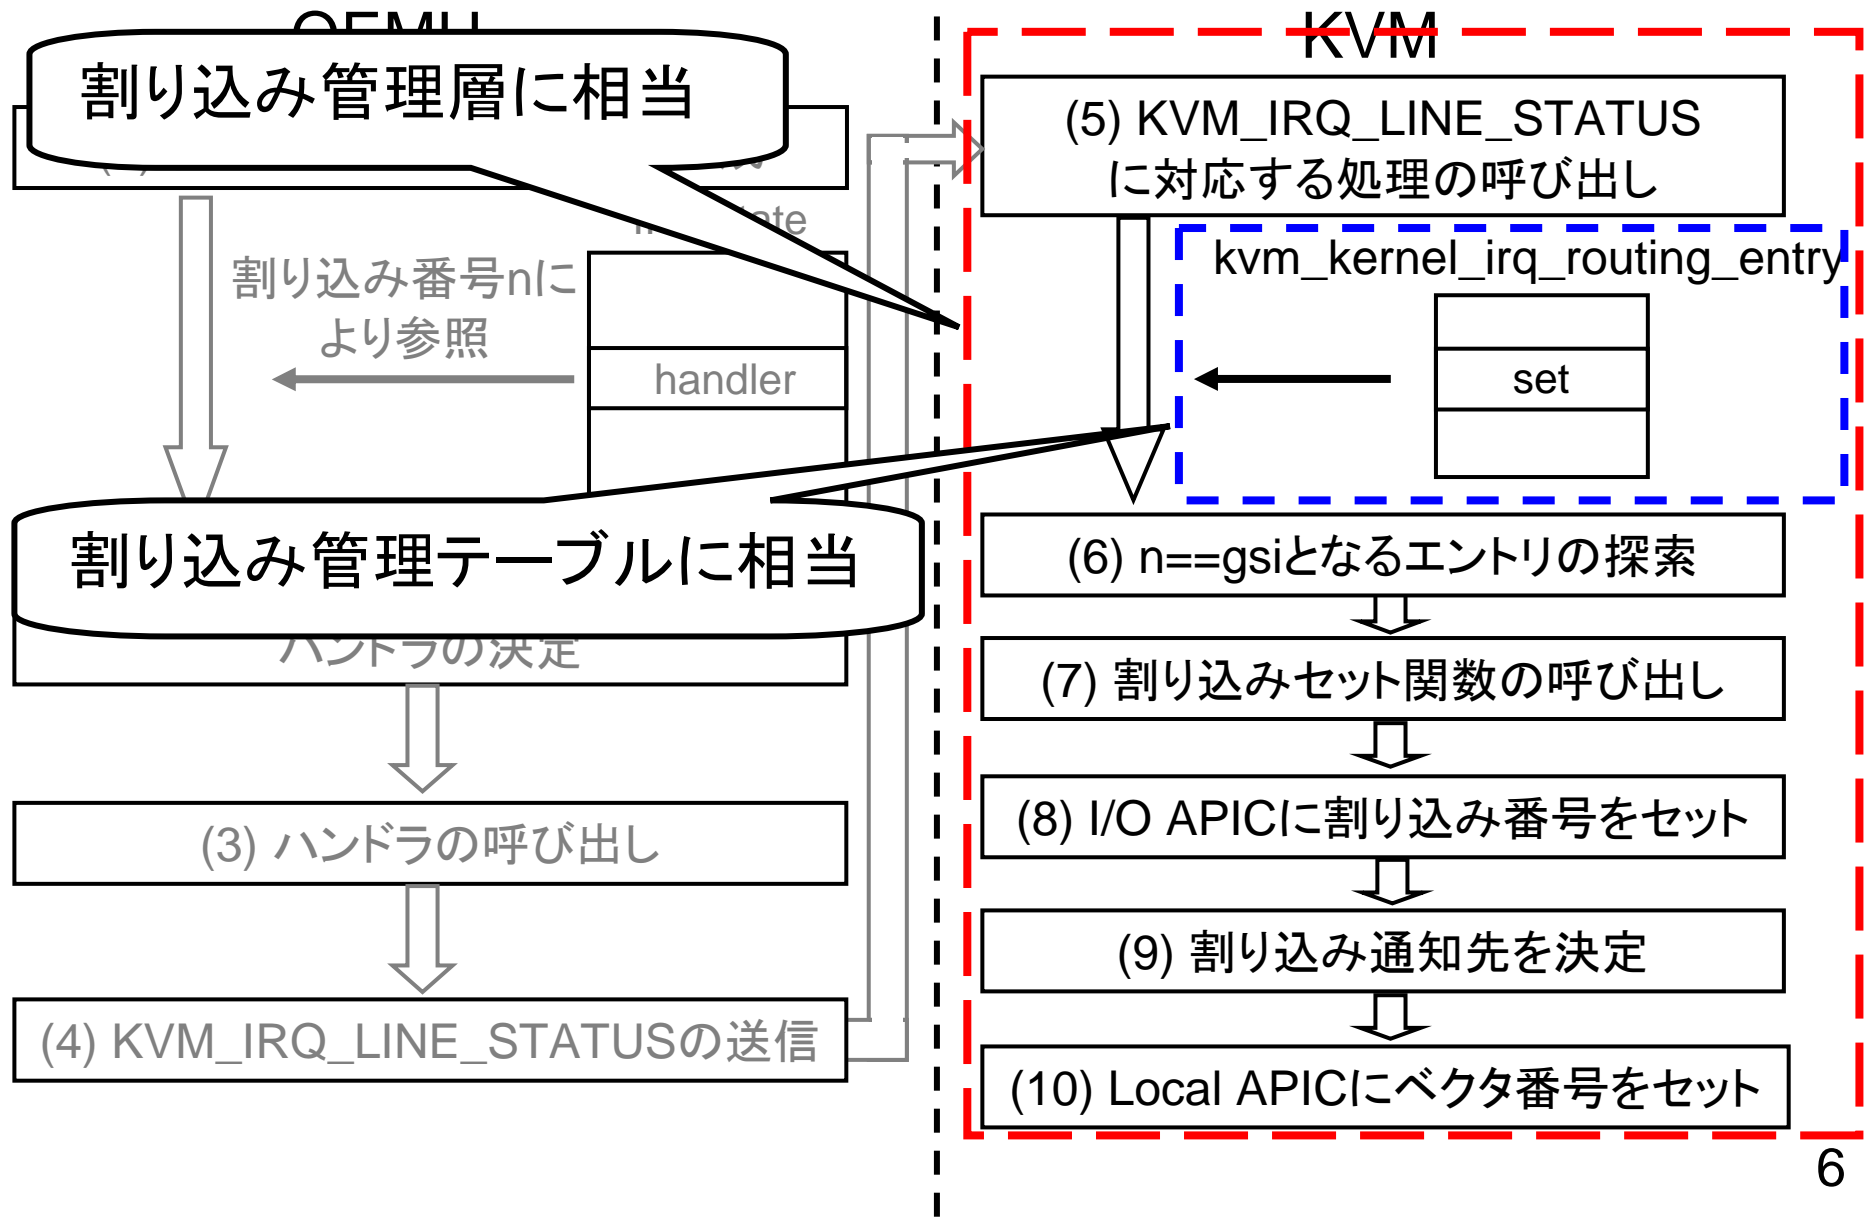 KVM
割り込み管理層に相当
割り込み番号nに
より参照
handler
割り込み管理テーブルに相当
ハンドラの決定
(3) ハンドラの呼び出し
(4) KVM_IRQ_LINE_STATUSの送信
(5) KVM_IRQ_LINE_STATUS
に対応する処理の呼び出し
kvm_kernel_irq_routing_entry
set
(6) n==gsiとなるエントリの探索
(7) 割り込みセット関数の呼び出し
(8) I/O APICに割り込み番号をセット
(9) 割り込み通知先を決定
(10) Local APICにベクタ番号をセット
6